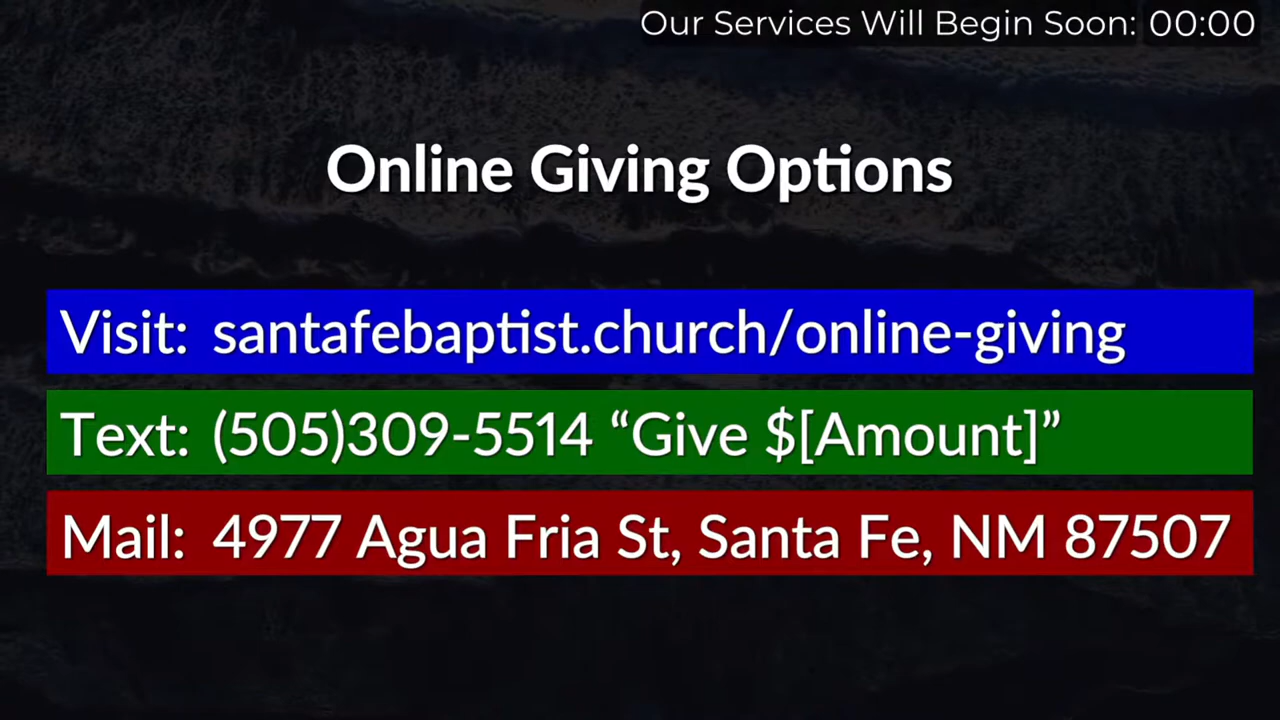 Our Services Will Begin Soon: 00:00
Online Giving Options
Visit: santafebaptist.church/online-giving
Text: (505)309-5514 “Give $[Amount]”
Mail: 4977 Agua Fria St, Santa Fe, NM 87507